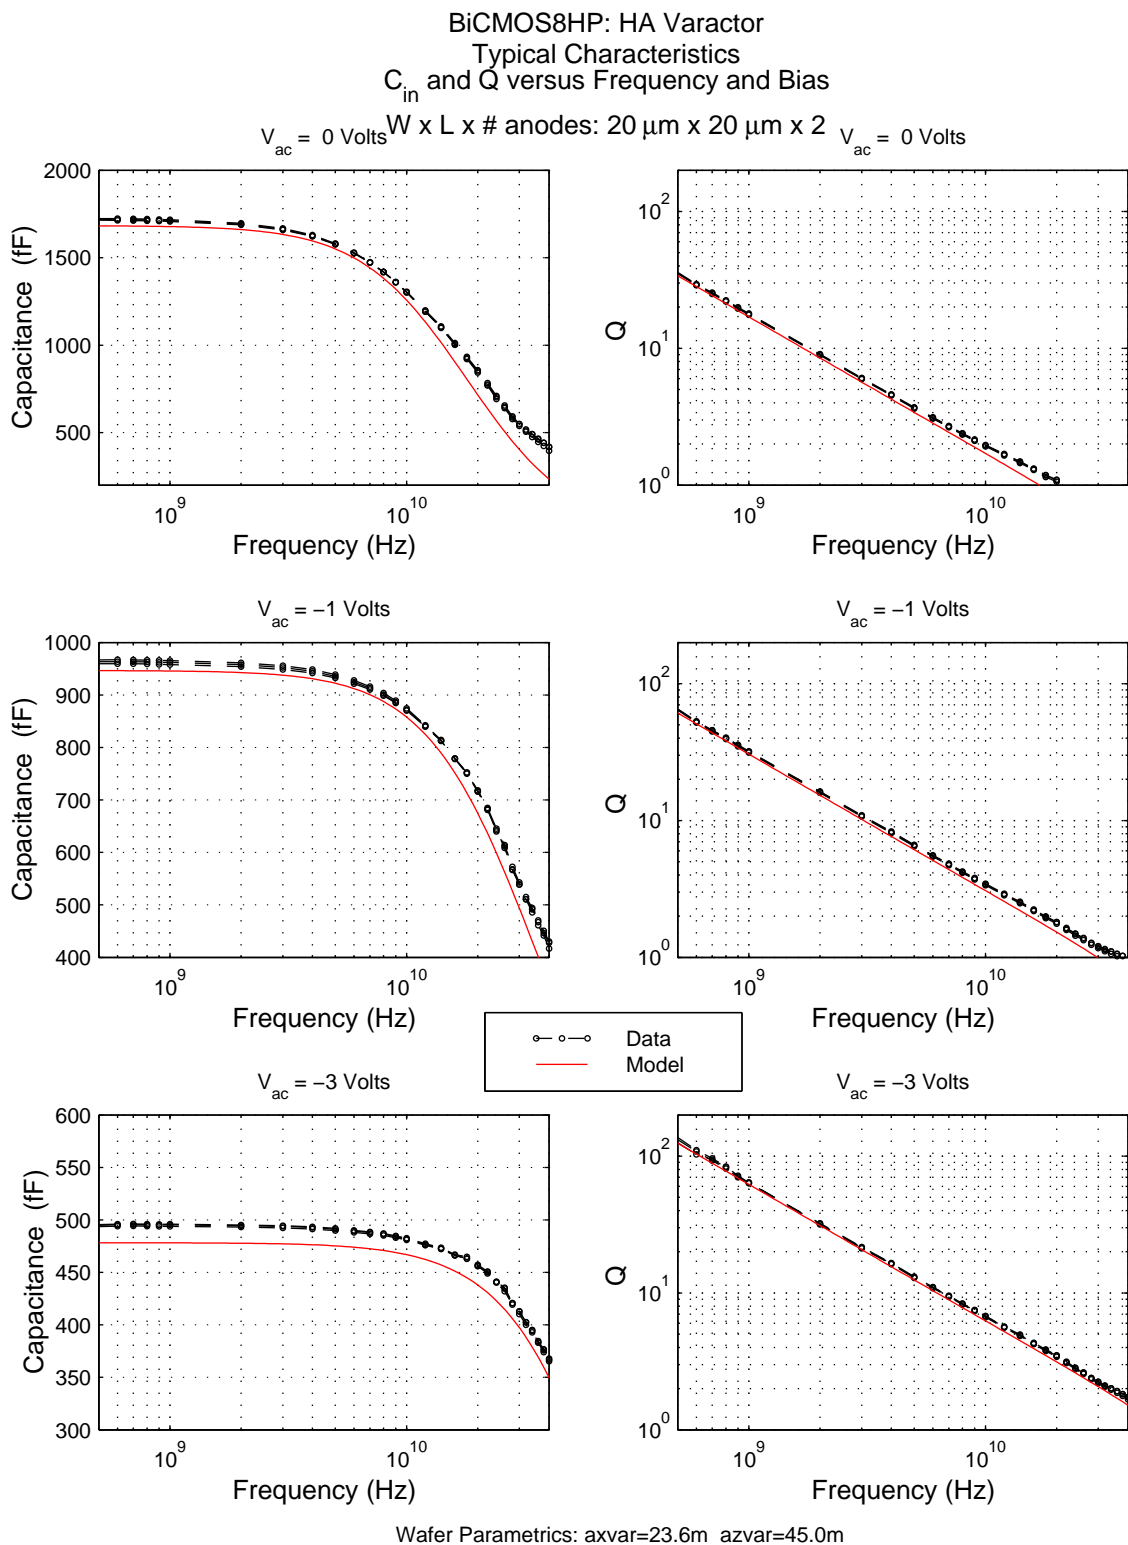 BiCMOS8HP: HA Varactor
Typical Characteristics
C_in and Q versus Frequency and Bias
W x L x # anodes: 20 µm x 20 µm x 2
V_ac = 0 Volts
2000
1500
1000
500
Capacitance (fF)
10^9
10^10
Frequency (Hz)
V_ac = 0 Volts
10^2
10^1
10^0
Q
10^9
10^10
Frequency (Hz)
V_ac = −1 Volts
1000
900
800
700
600
500
400
Capacitance (fF)
10^9
10^10
Frequency (Hz)
V_ac = −1 Volts
10^2
10^1
10^0
Q
10^9
10^10
Frequency (Hz)
Data
Model
V_ac = −3 Volts
600
550
500
450
400
350
300
Capacitance (fF)
10^9
10^10
Frequency (Hz)
V_ac = −3 Volts
10^2
10^1
10^0
Q
10^9
10^10
Frequency (Hz)
Wafer Parametrics: axvar=23.6m azvar=45.0m